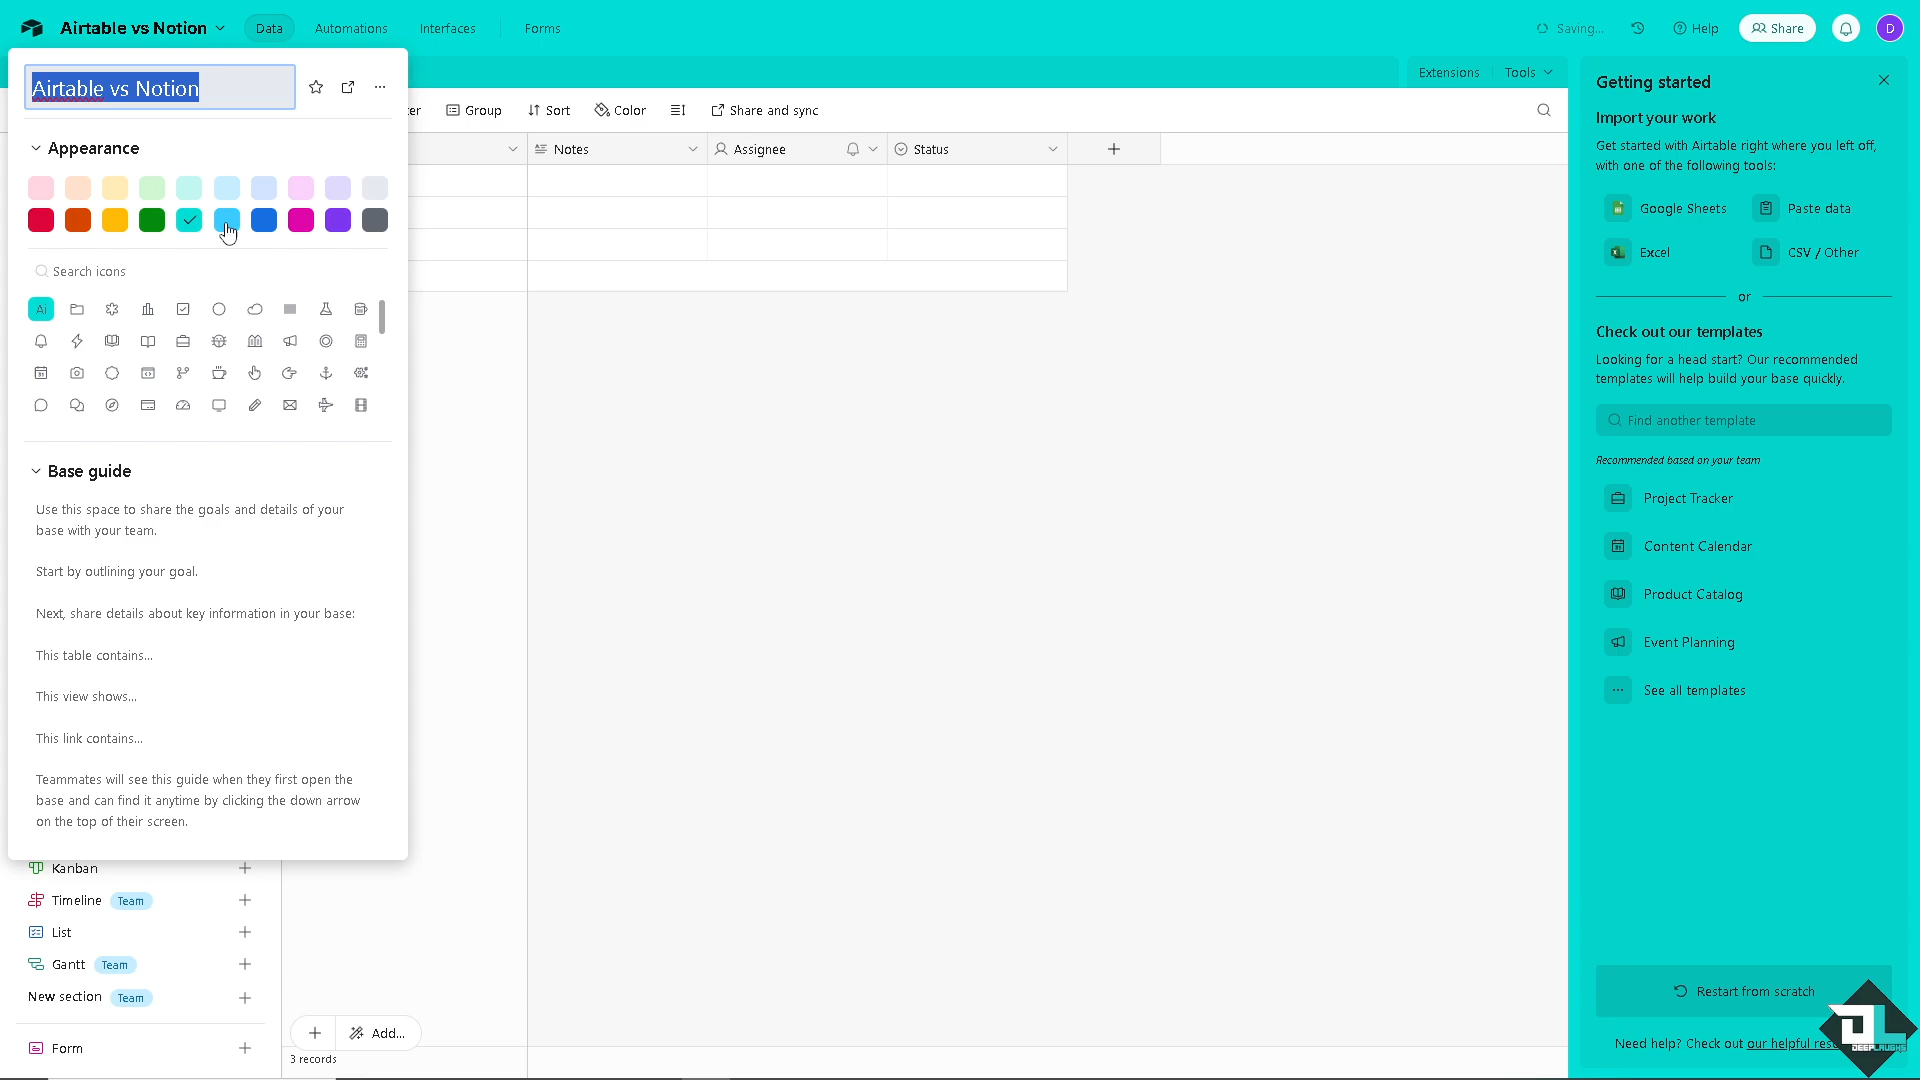 Airtable vs Notion
Data
Automations
Interfaces
Forms
Saving...
Help
Share
D
Airtable vs Notion
Extensions
Tools
Group
Sort
Color
Share and sync
Appearance
Notes
Assignee
Status
Search icons
Ai
Base guide
Use this space to share the goals and details of your
base with your team.
Start by outlining your goal.
Next, share details about key information in your base:
This table contains...
This view shows...
This link contains...
Teammates will see this guide when they first open the
base and can find it anytime by clicking the down arrow
on the top of their screen.
Kanban
Timeline Team
List
Gantt Team
New section Team
Form
Add...
3 records
Getting started
Import your work
Get started with Airtable right where you left off,
with one of the following tools:
Google Sheets
Paste data
Excel
CSV / Other
or
Check out our templates
Looking for a head start? Our recommended
templates will help build your base quickly.
Find another template
Recommended based on your team
Project Tracker
Content Calendar
Product Catalog
Event Planning
See all templates
Restart from scratch
Need help? Check out our helpful
DEEPLAUGHS